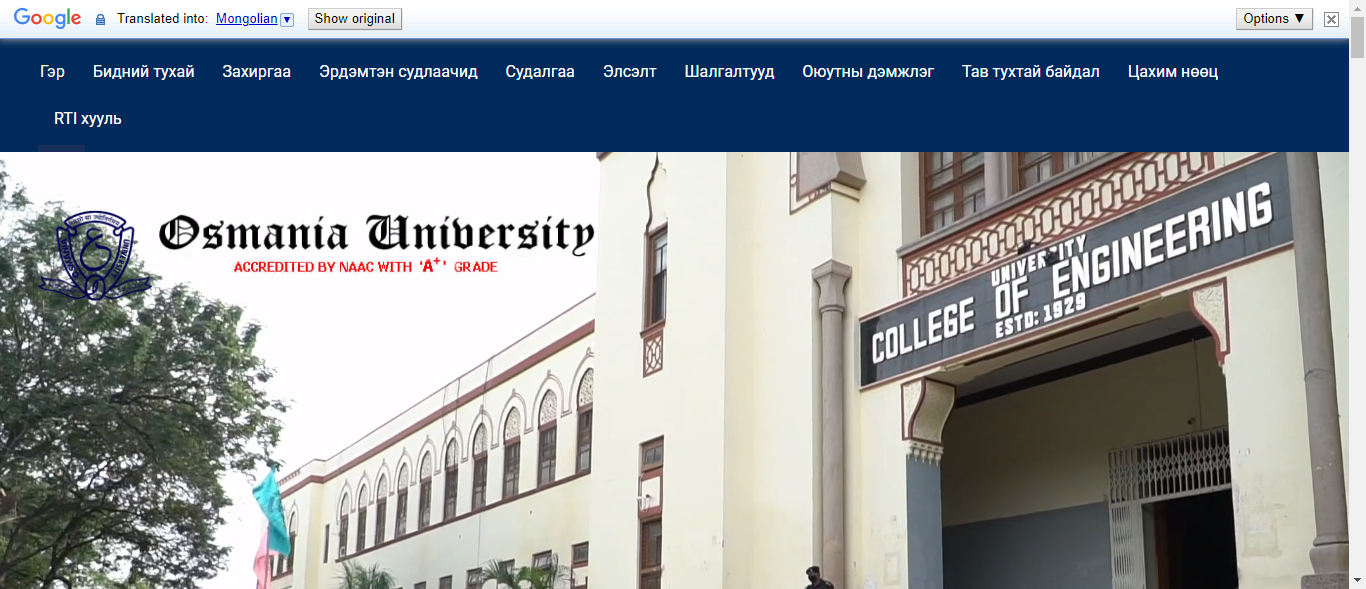 Google Translated into: Mongolian Show original Options ▼
Гэр Бидний тухай Захиргаа Эрдэмтэн судлаачид Судалгаа Элсэлт Шалгалтууд Оюутны дэмжлэг Тав тухтай байдал Цахим нөөц
RTI хууль
Osmania University
ACCREDITED BY NAAC WITH 'A+' GRADE
UNIVERSITY
COLLEGE OF ENGINEERING
ESTD: 1929